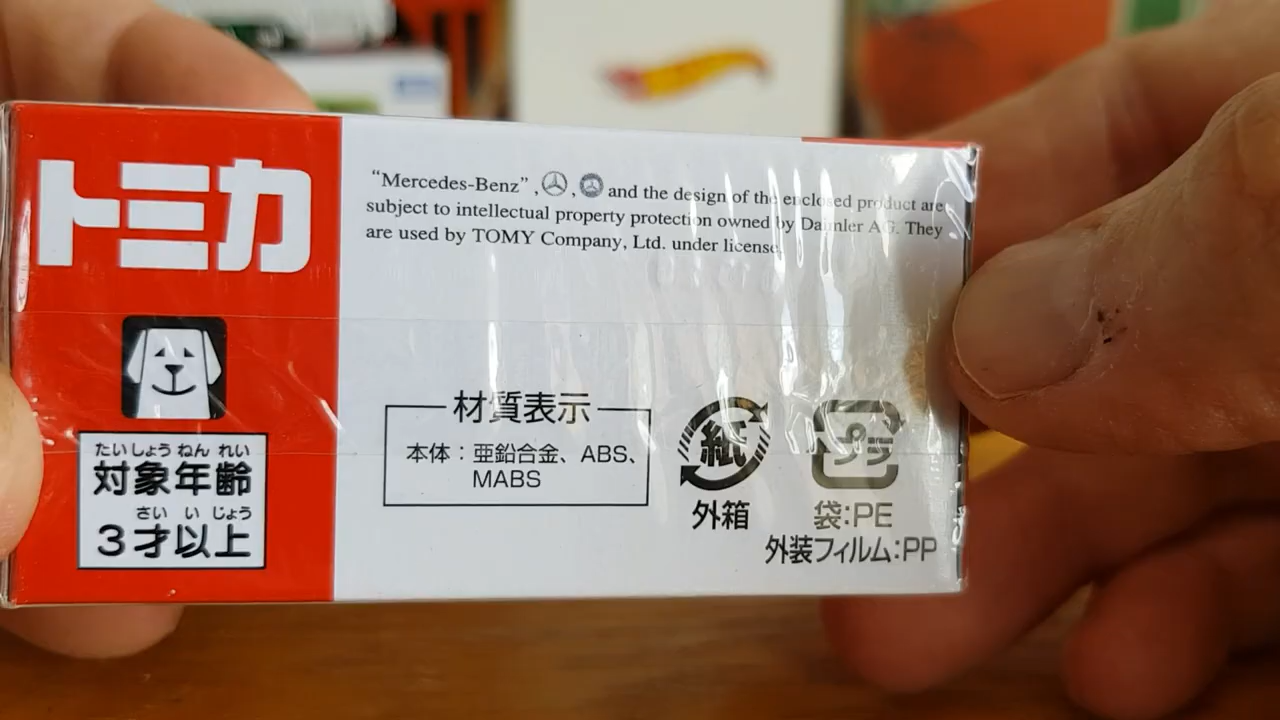 トミカ
たいしょう ねん れい
対象年齢
さい い じょう
3才以上
“Mercedes-Benz”, , and the design of the enclosed product are
subject to intellectual property protection owned by Daimler AG. They
are used by TOMY Company, Ltd. under license.
材質表示
本体：亜鉛合金、ABS、
MABS
紙
外箱
プラ
袋：PE
外装フィルム：PP